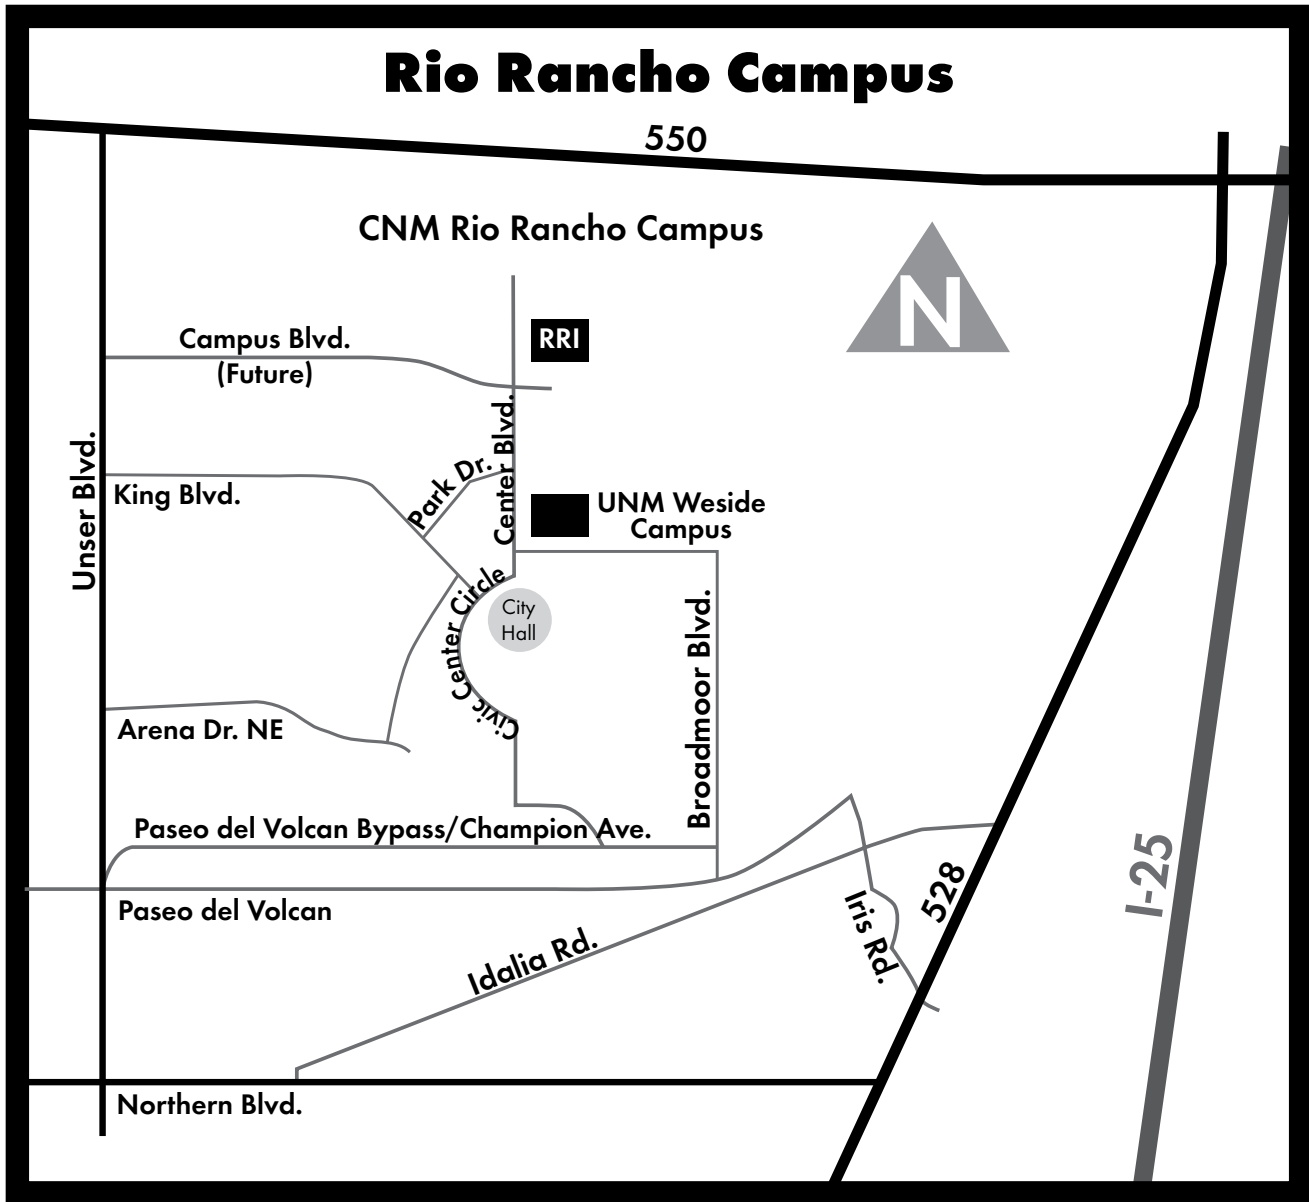 Rio Rancho Campus
550
CNM Rio Rancho Campus
N
RRI
Campus Blvd.
(Future)
Center Blvd.
Park Dr.
Unser Blvd.
King Blvd.
UNM Weside
Campus
Civic Center Circle
City
Hall
Broadmoor Blvd.
Arena Dr. NE
Paseo del Volcan Bypass/Champion Ave.
I-25
528
Iris Rd.
Paseo del Volcan
Idalia Rd.
Northern Blvd.